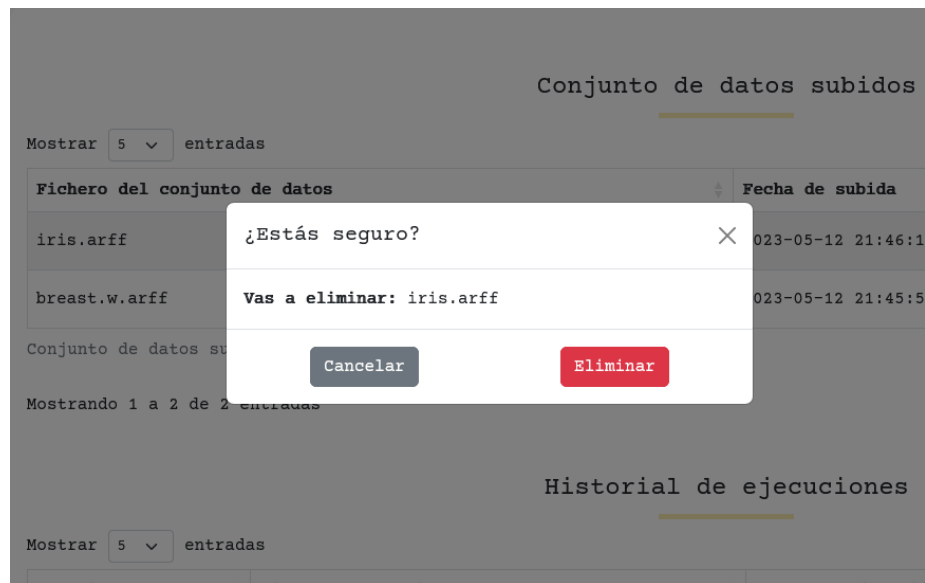 Conjunto de datos subidos
Mostrar 5 entradas
Fichero del conjunto de datos Fecha de subida
¿Estás seguro?
iris.arff 023-05-12 21:46:1
Vas a eliminar: iris.arff
breast.w.arff 023-05-12 21:45:5
Conjunto de datos su
Cancelar Eliminar
Mostrando 1 a 2 de 2 entradas
Historial de ejecuciones
Mostrar 5 entradas